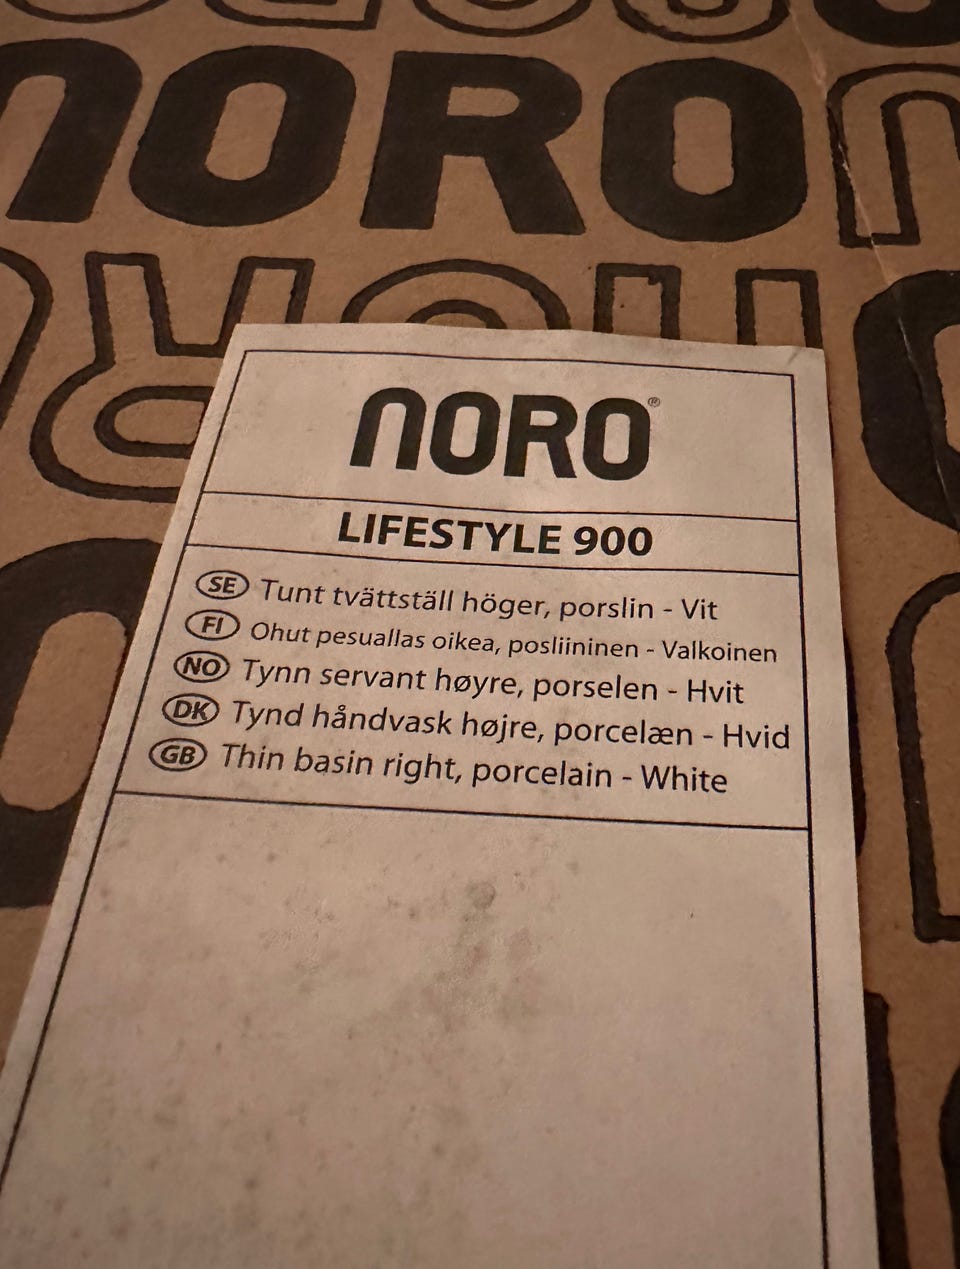 NORO
NORO®
LIFESTYLE 900
SE Tunt tvättställ höger, porslin - Vit
FI Ohut pesuallas oikea, posliininen - Valkoinen
NO Tynn servant høyre, porselen - Hvit
DK Tynd håndvask højre, porcelæn - Hvid
GB Thin basin right, porcelain - White